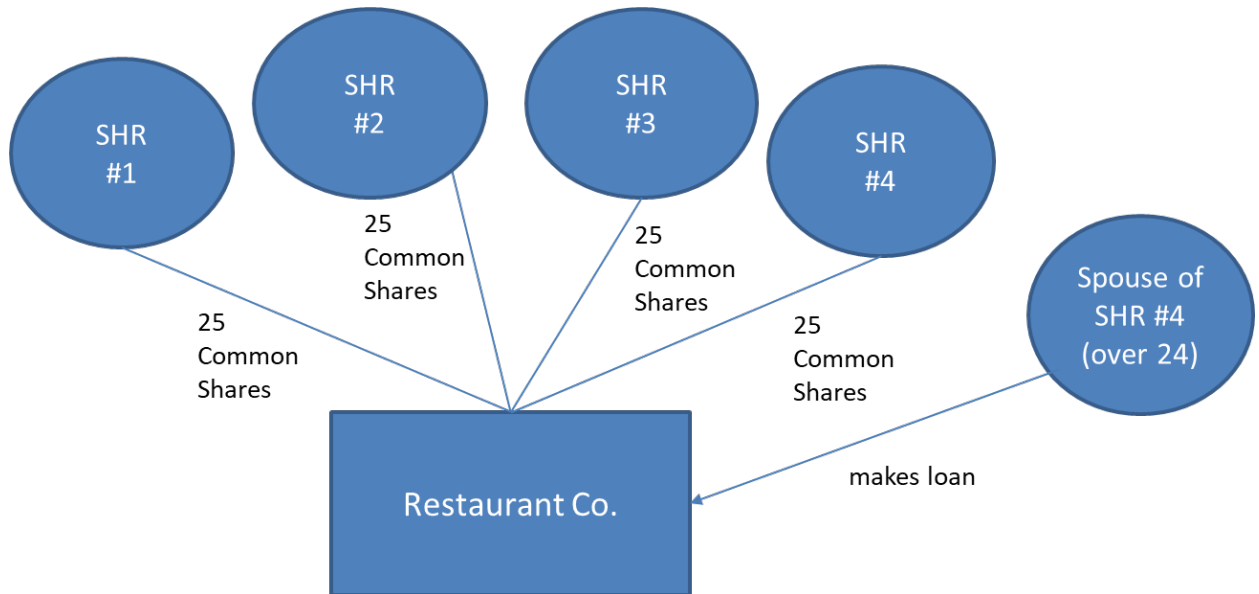 SHR
#1
SHR
#2
SHR
#3
SHR
#4
25
Common
Shares
25
Common
Shares
25
Common
Shares
25
Common
Shares
Spouse of
SHR #4
(over 24)
makes loan
Restaurant Co.